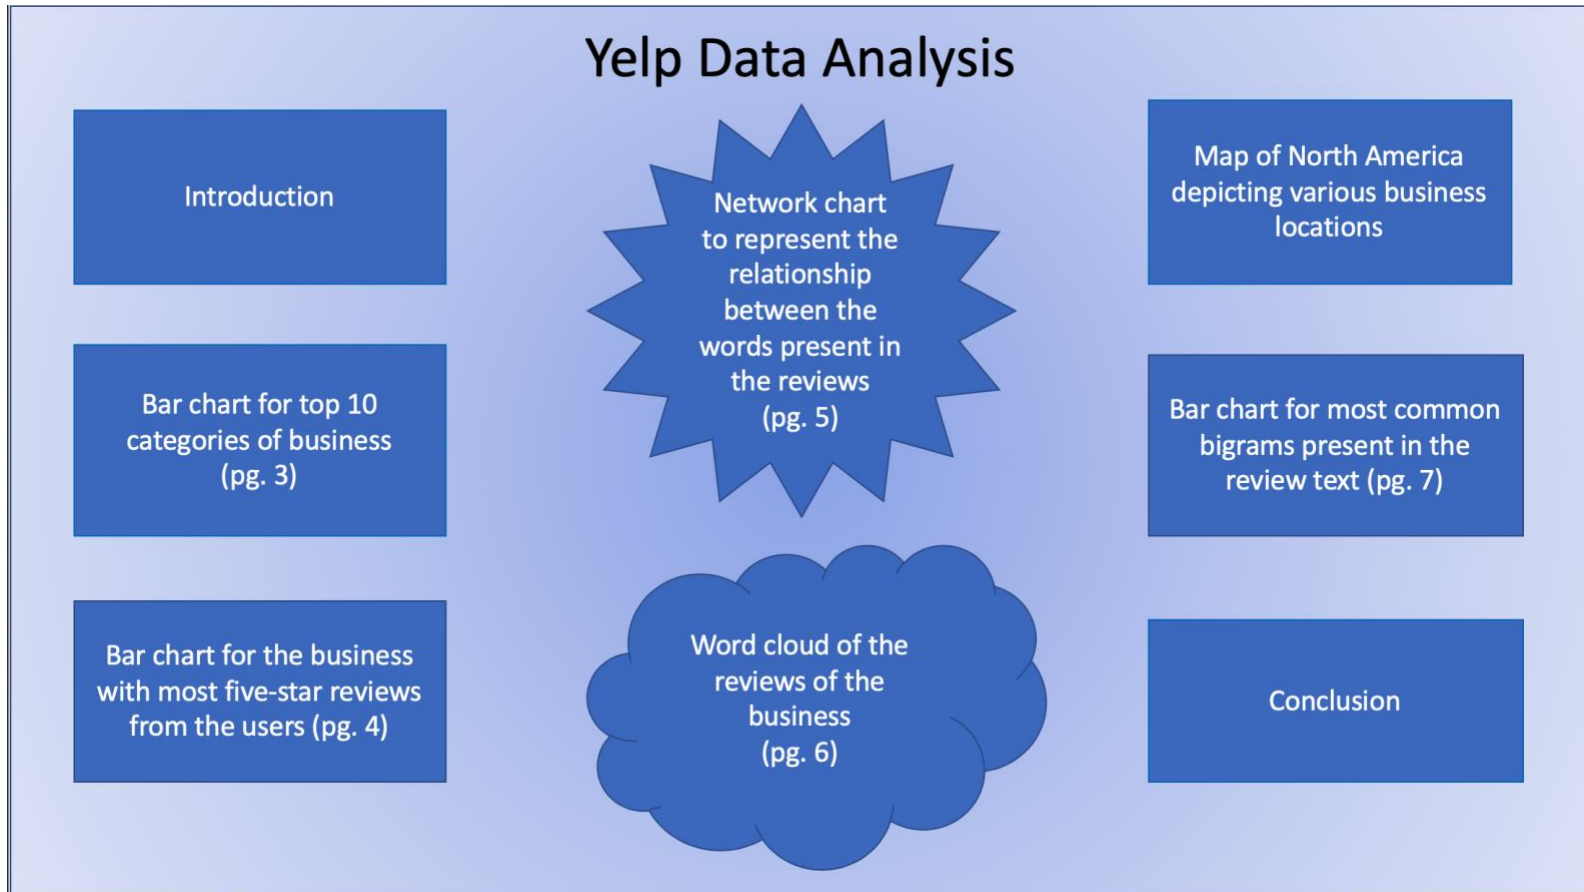 Yelp Data Analysis
Introduction
Bar chart for top 10
categories of business
(pg. 3)
Bar chart for the business
with most five-star reviews
from the users (pg. 4)
Network chart
to represent the
relationship
between the
words present in
the reviews
(pg. 5)
Word cloud of the
reviews of the
business
(pg. 6)
Map of North America
depicting various business
locations
Bar chart for most common
bigrams present in the
review text (pg. 7)
Conclusion